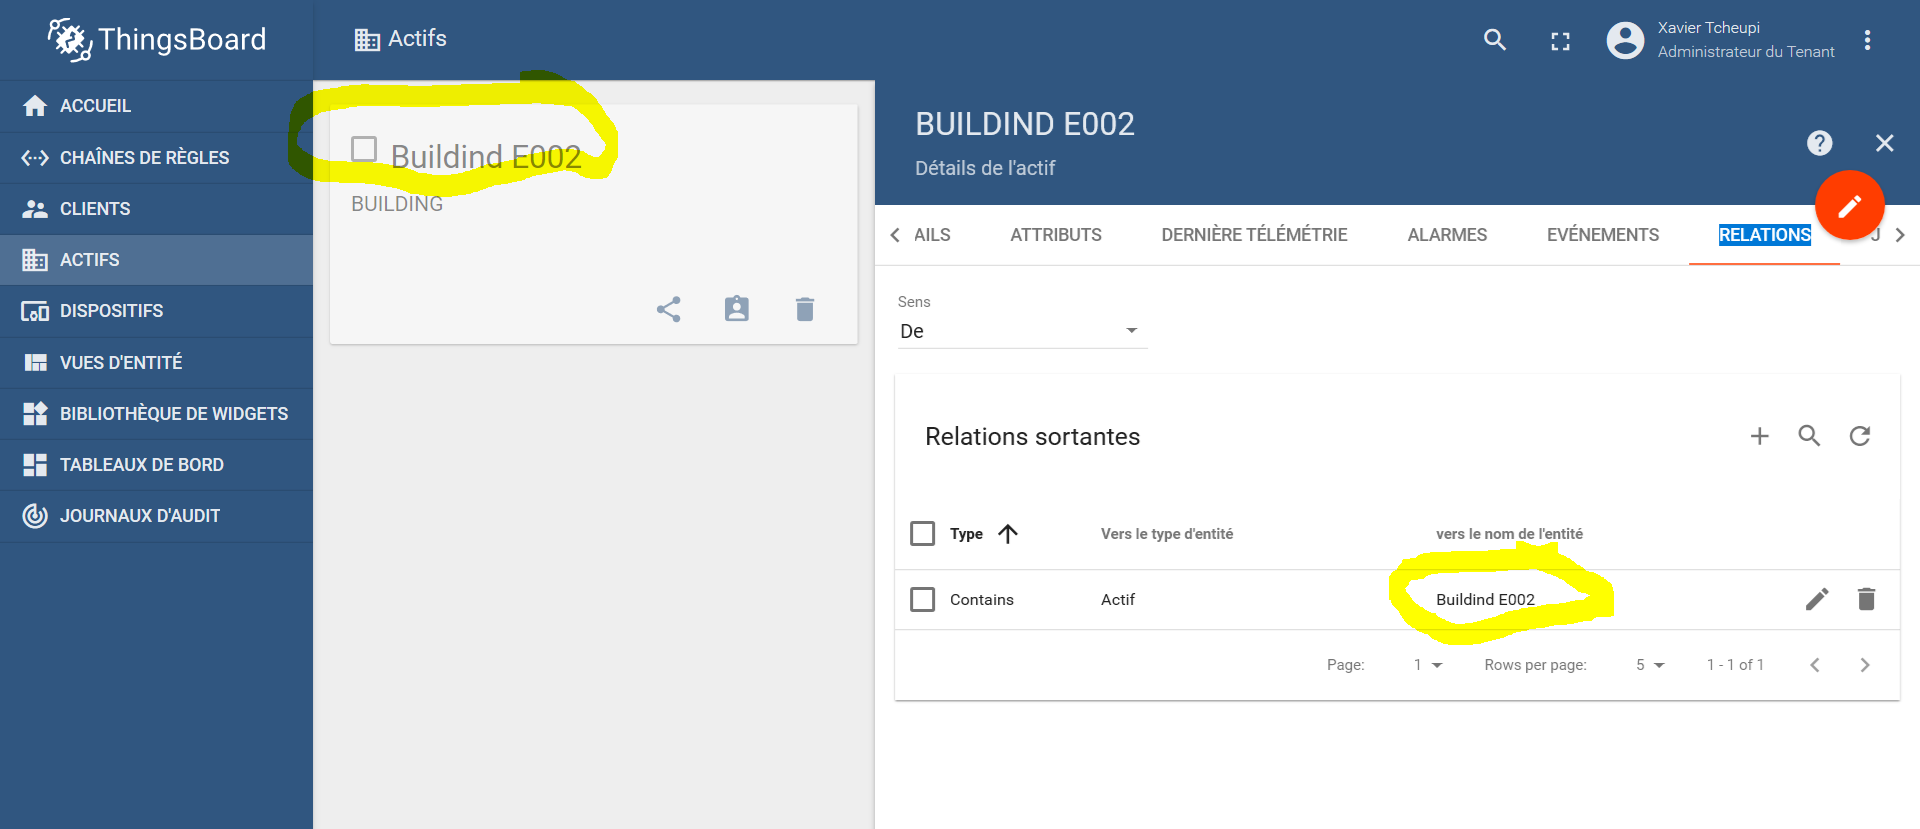 ThingsBoard
Actifs
Xavier Tcheupi
Administrateur du Tenant
ACCUEIL
CHAÎNES DE RÈGLES
CLIENTS
ACTIFS
DISPOSITIFS
VUES D'ENTITÉ
BIBLIOTHÈQUE DE WIDGETS
TABLEAUX DE BORD
JOURNAUX D'AUDIT
Buildind E002
BUILDING
BUILDIND E002
Détails de l'actif
AILS ATTRIBUTS DERNIÈRE TÉLÉMÉTRIE ALARMES EVÉNEMENTS RELATIONS J
Sens
De
Relations sortantes
Type Vers le type d'entité vers le nom de l'entité
Contains Actif Buildind E002
Page: 1 Rows per page: 5 1 - 1 of 1